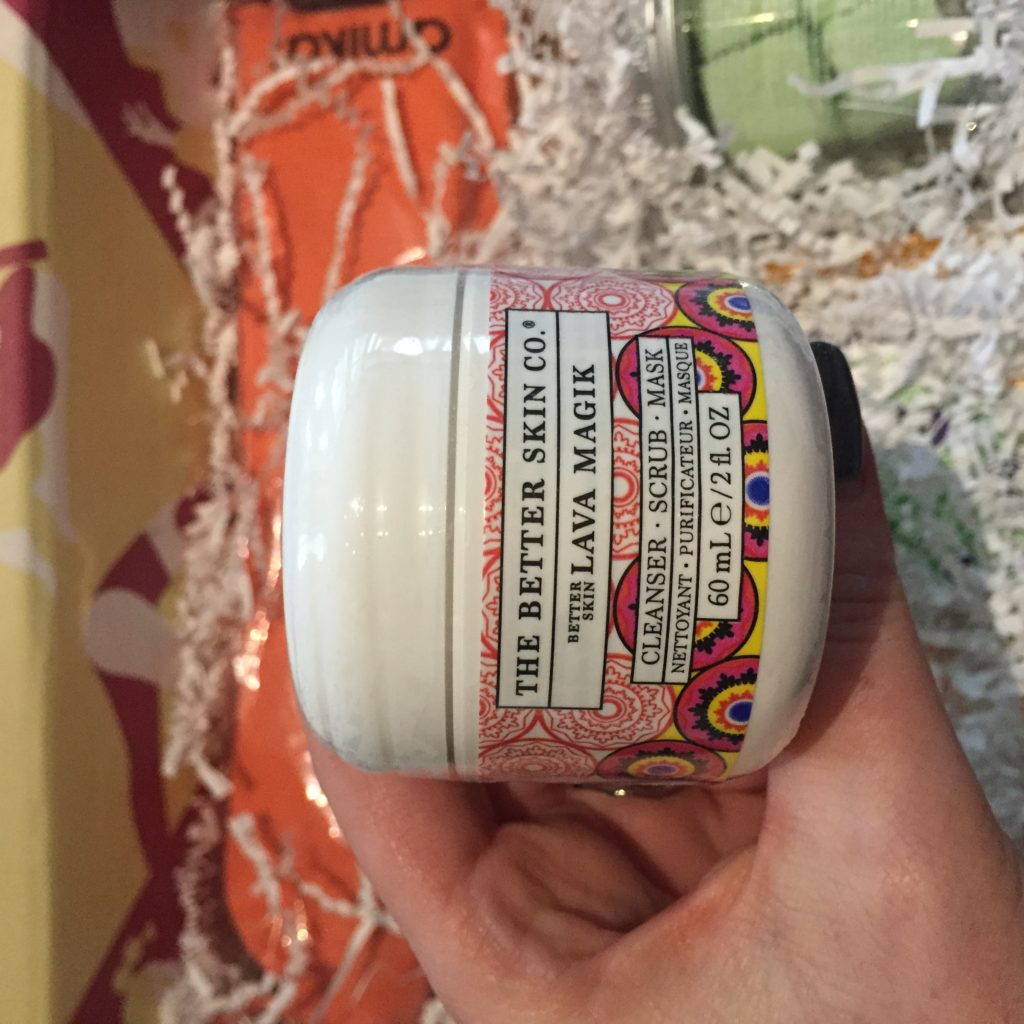 amika
THE BETTER SKIN CO.®
BETTER
SKIN LAVA MAGIK
CLEANSER · SCRUB · MASK
NETTOYANT · PURIFICATEUR · MASQUE
60 mL ℮ / 2 fl. OZ